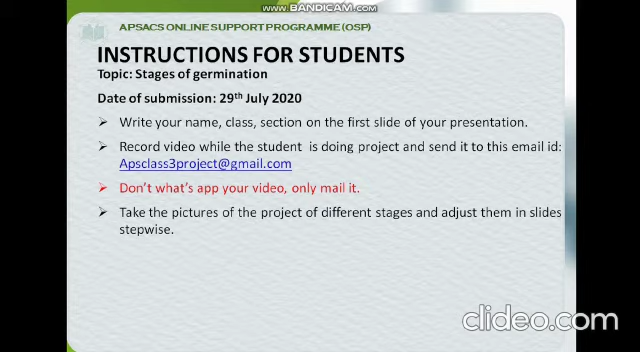 www.BANDICAM.com
APSACS ONLINE SUPPORT PROGRAMME (OSP)
INSTRUCTIONS FOR STUDENTS
Topic: Stages of germination
Date of submission: 29th July 2020
➢ Write your name, class, section on the first slide of your presentation.
➢ Record video while the student is doing project and send it to this email id:
Apsclass3project@gmail.com
➢ Don't what's app your video, only mail it.
➢ Take the pictures of the project of different stages and adjust them in slides
stepwise.
clideo.com